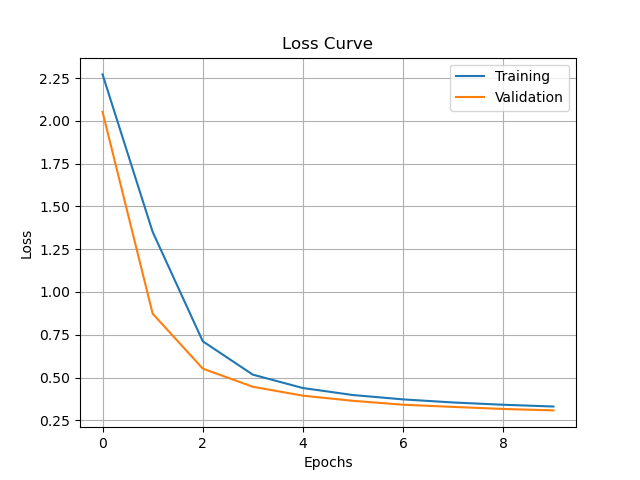 Loss Curve
Training
Validation
2.25
2.00
1.75
1.50
1.25
1.00
0.75
0.50
0.25
Loss
0 2 4 6 8
Epochs